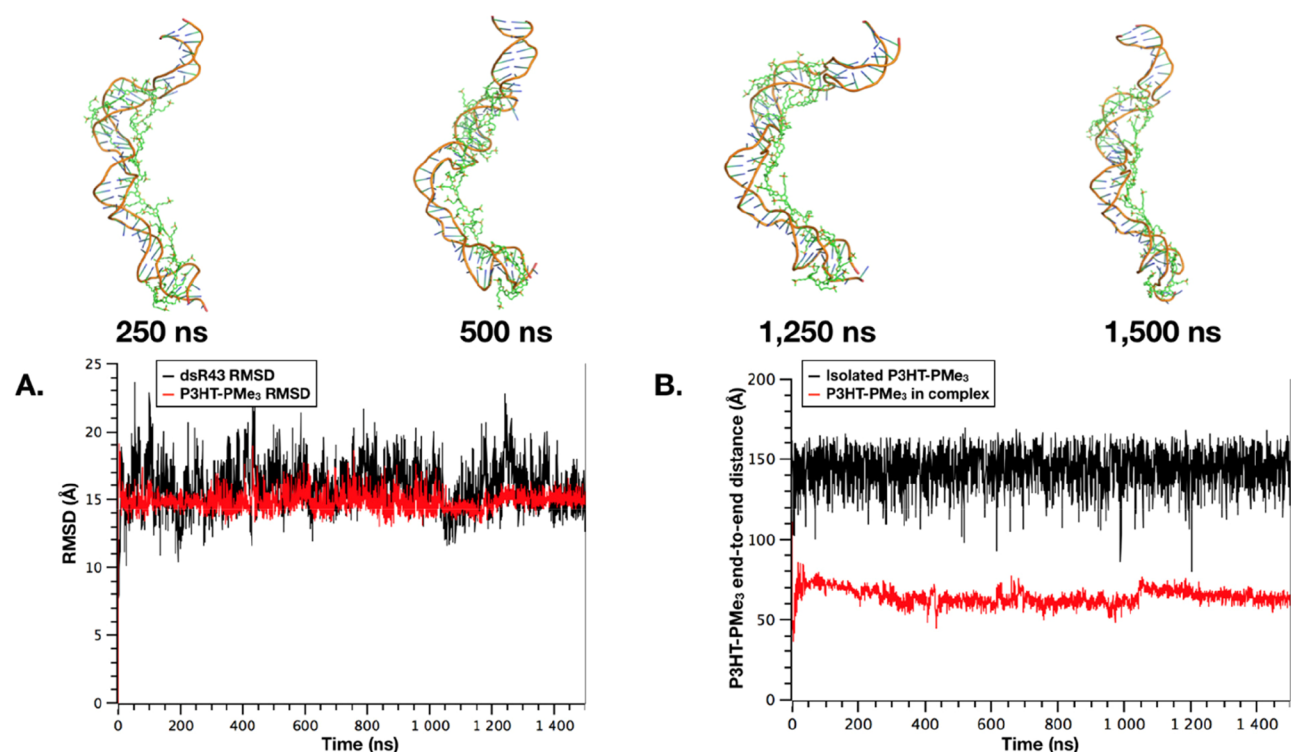 250 ns
500 ns
1,250 ns
1,500 ns
A.
dsR43 RMSD
P3HT-PMe₃ RMSD
RMSD (Å)
25
20
15
10
5
0
0 200 400 600 800 1 000 1 200 1 400
Time (ns)
B.
Isolated P3HT-PMe₃
P3HT-PMe₃ in complex
P3HT-PMe₃ end-to-end distance (Å)
200
150
100
50
0
0 200 400 600 800 1 000 1 200 1 400
Time (ns)